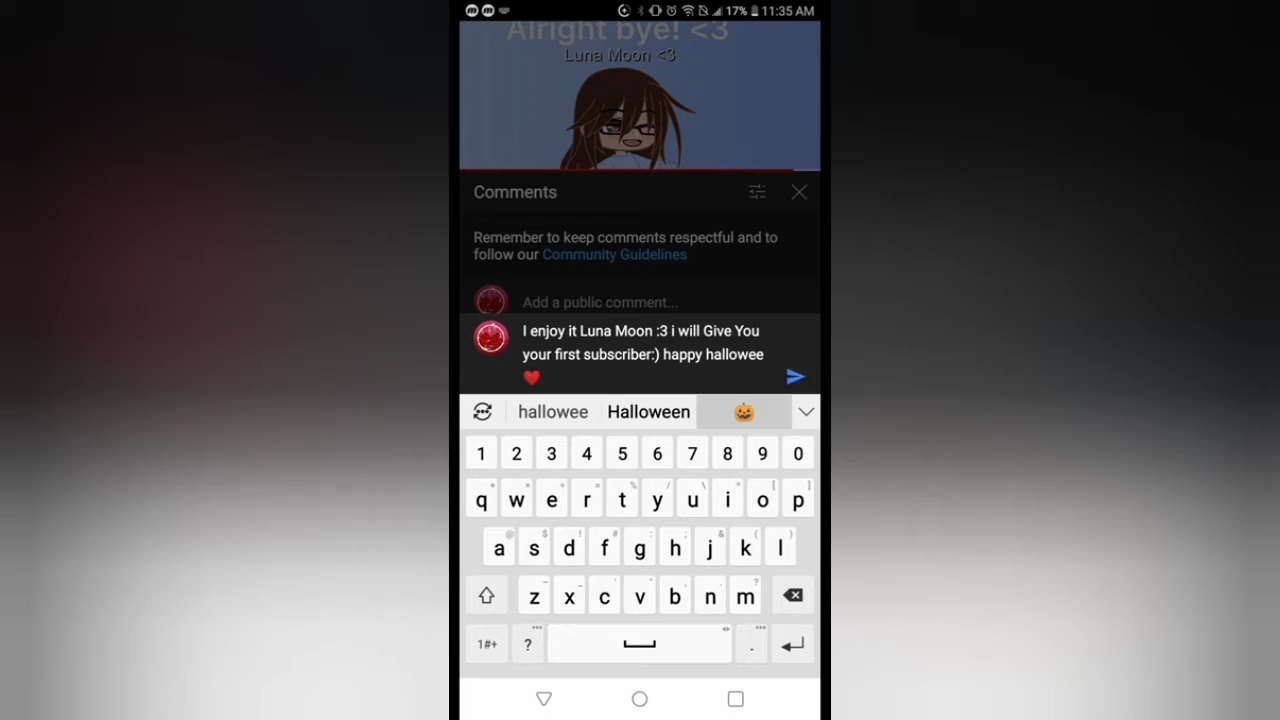 17% 11:35 AM
Alright bye! <3
Luna Moon <3
Comments
Remember to keep comments respectful and to
follow our Community Guidelines
Add a public comment...
I enjoy it Luna Moon :3 i will Give You
your first subscriber:) happy hallowee
❤️
hallowee Halloween 🎃
1 2 3 4 5 6 7 8 9 0
q w e r t y u i o p
a s d f g h j k l
z x c v b n m
1#+ ? .